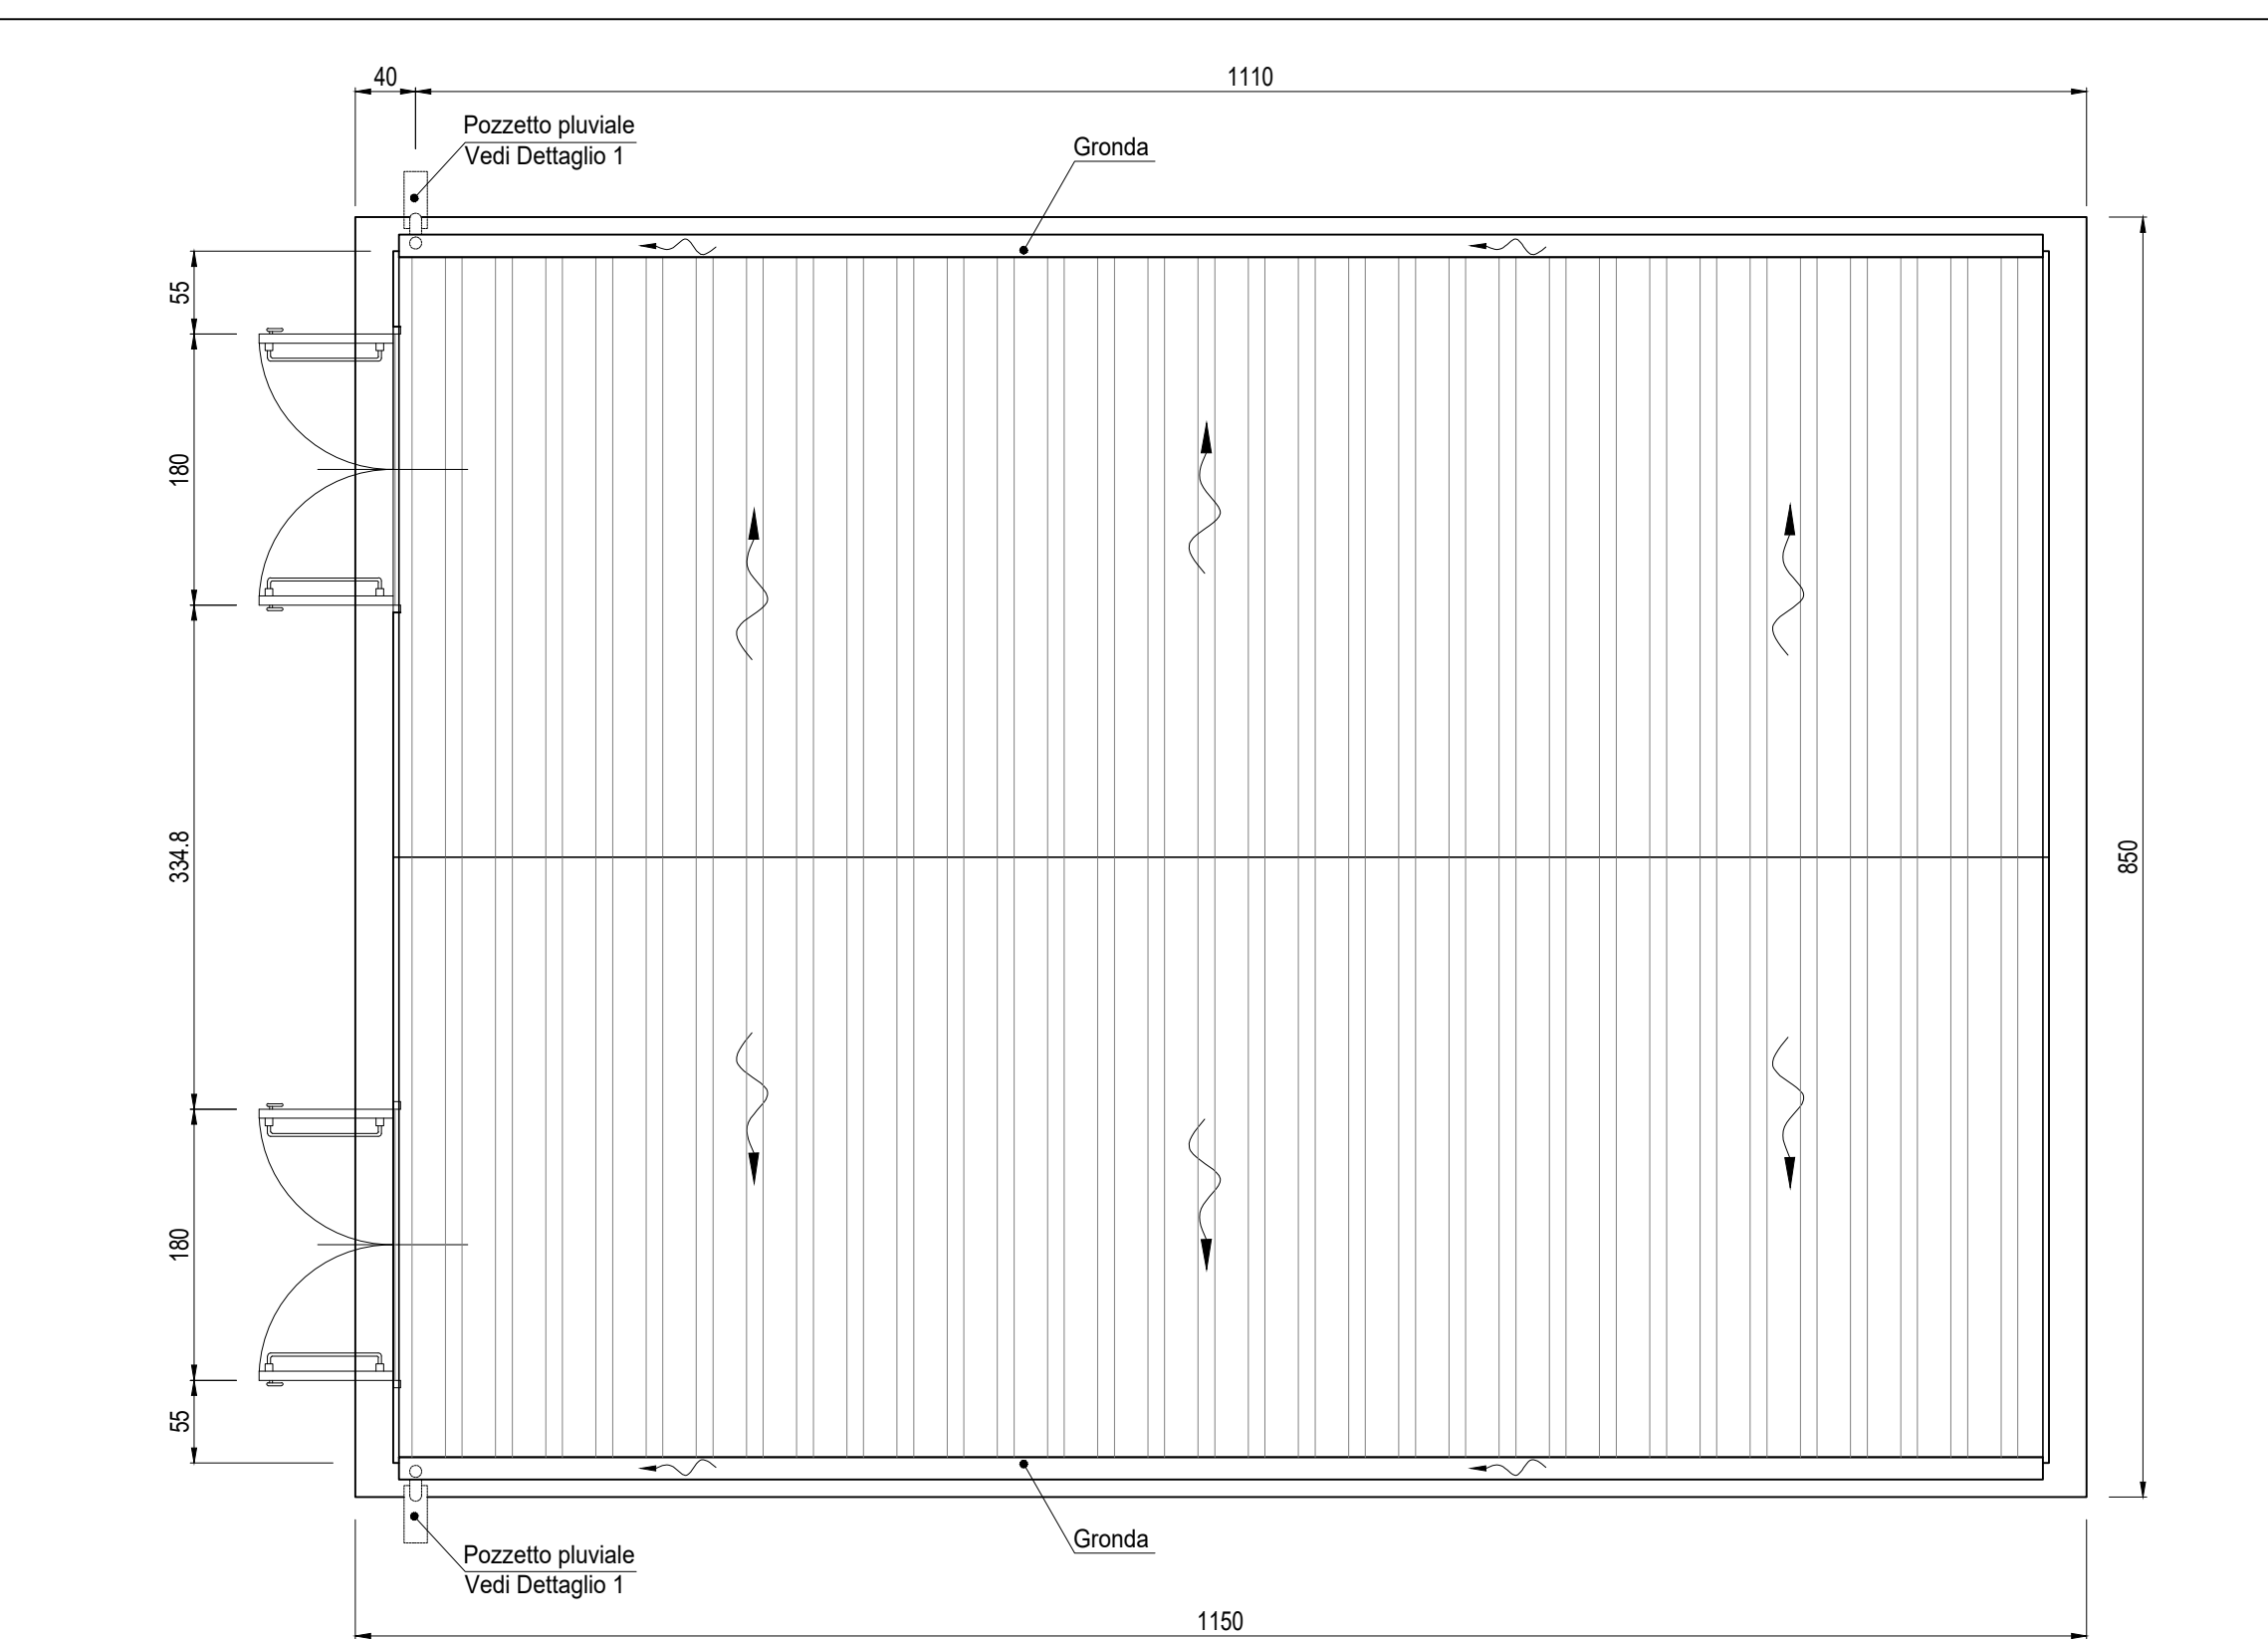 40
1110
Pozzetto pluviale
Vedi Dettaglio 1
Gronda
55
180
334.8
850
180
55
Gronda
Pozzetto pluviale
Vedi Dettaglio 1
1150